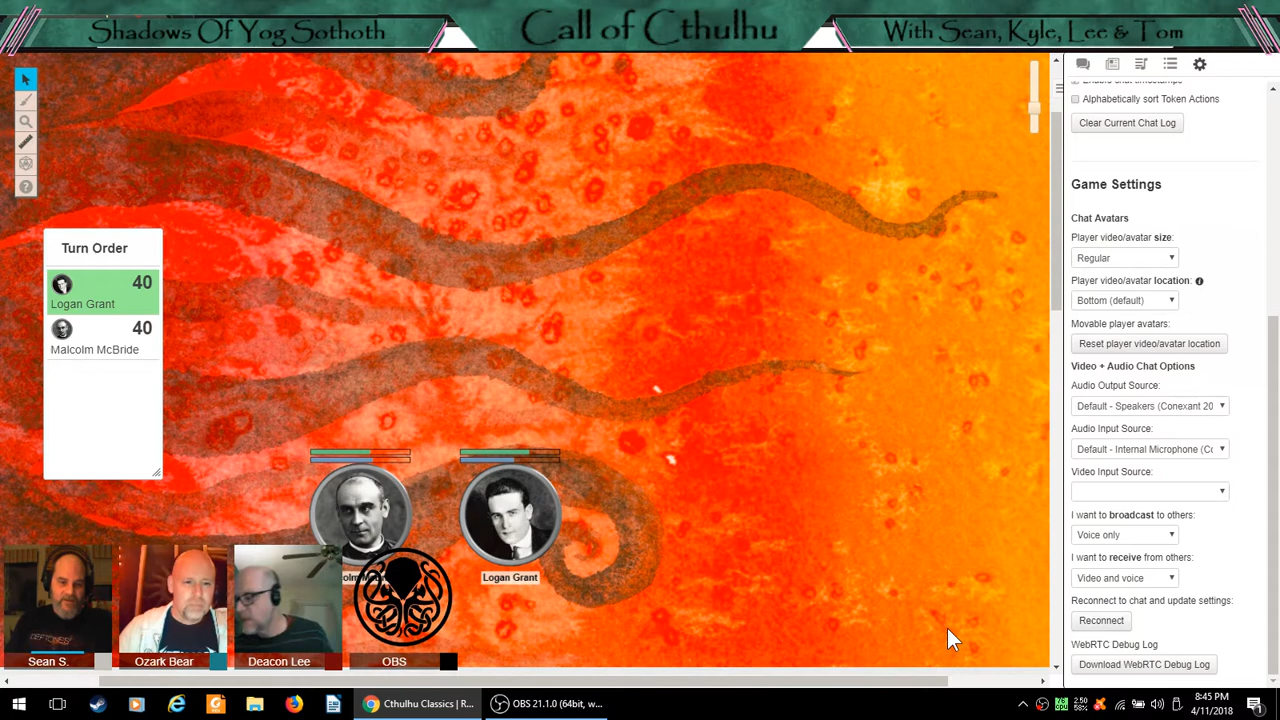 Shadows Of Yog Sothoth
Call of Cthulhu
With Sean, Kyle, Lee & Tom
Enable chat timestamps
Alphabetically sort Token Actions
Clear Current Chat Log
Game Settings
Chat Avatars
Player video/avatar size:
Regular
Player video/avatar location:
Bottom (default)
Movable player avatars:
Reset player video/avatar location
Video + Audio Chat Options
Audio Output Source:
Default - Speakers (Conexant 20
Audio Input Source:
Default - Internal Microphone (Cc
Video Input Source:
I want to broadcast to others:
Voice only
I want to receive from others:
Video and voice
Reconnect to chat and update settings:
Reconnect
WebRTC Debug Log
Download WebRTC Debug Log
Turn Order
40
Logan Grant
40
Malcolm McBride
Logan Grant
DEFTONES
Sean S.
Ozark Bear
Deacon Lee
OBS
Cthulhu Classics | R...
OBS 21.1.0 (64bit, w...
8:45 PM
4/11/2018